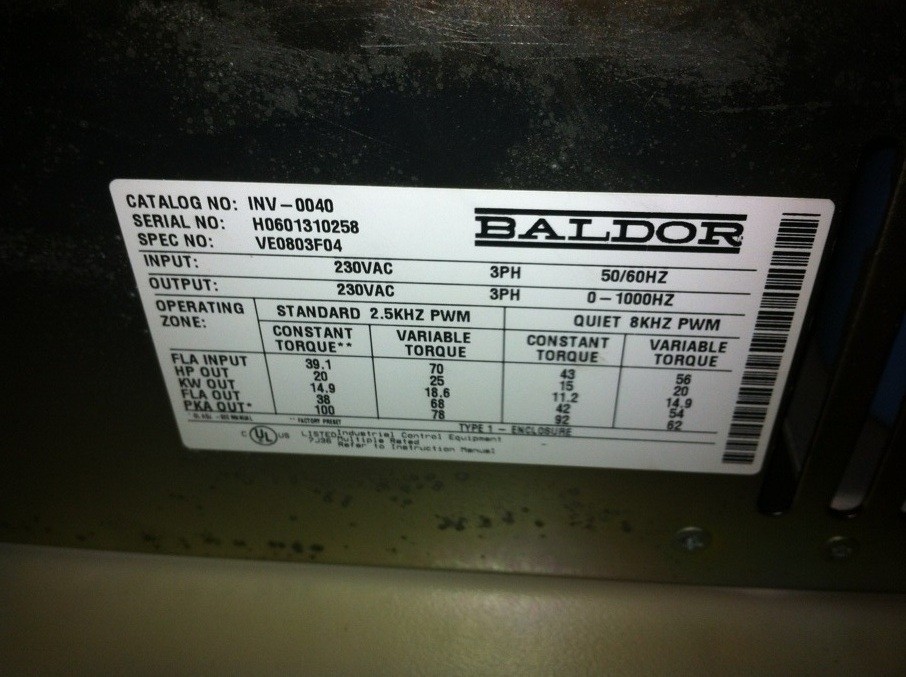 CATALOG NO: INV-0040
SERIAL NO: H0601310258
SPEC NO: VE0803F04
BALDOR
INPUT: 230VAC 3PH 50/60HZ
OUTPUT: 230VAC 3PH 0-1000HZ
OPERATING ZONE: STANDARD 2.5KHZ PWM QUIET 8KHZ PWM
CONSTANT TORQUE** VARIABLE TORQUE CONSTANT TORQUE VARIABLE TORQUE
FLA INPUT 39.1 70 43 56
HP OUT 20 25 15 20
KW OUT 14.9 18.6 11.2 14.9
FLA OUT 38 68 42 54
PKA OUT* 100 78 92 62
** FACTORY PRESET TYPE 1 - ENCLOSURE
C UL US LISTED Industrial Control Equipment
Multiple Rated
Refer to Instruction Manual